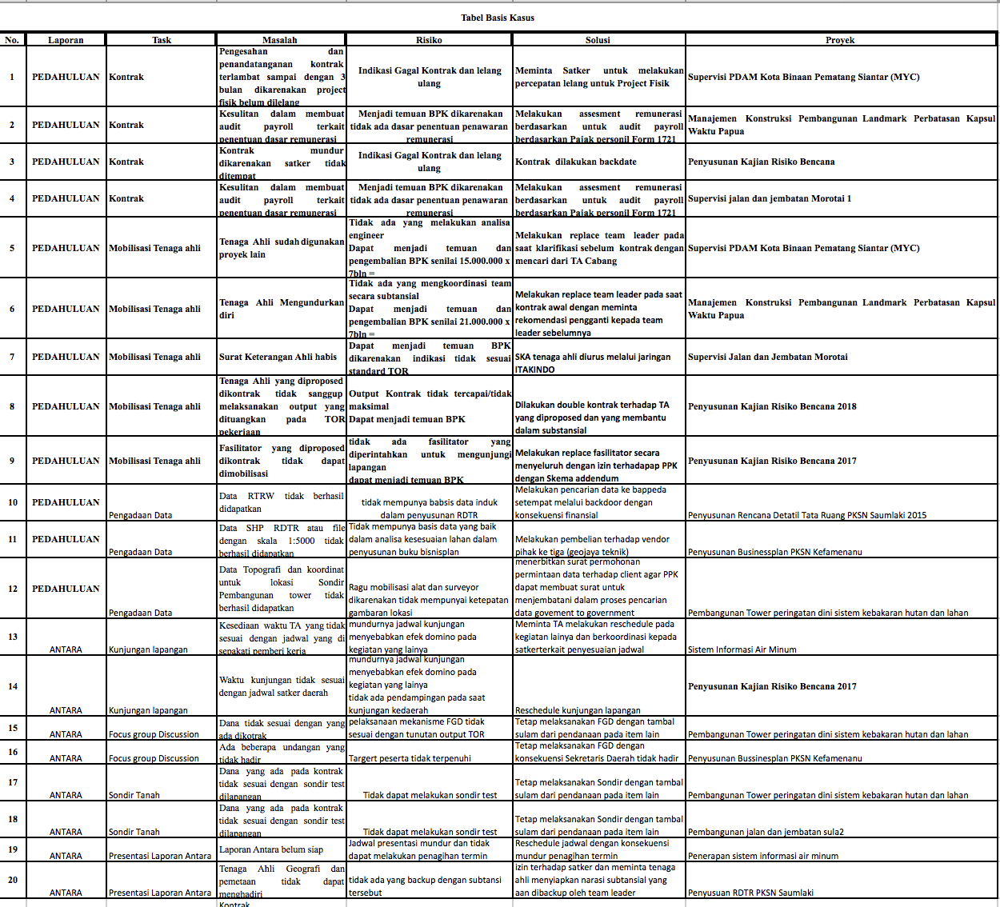 Tabel Basis Kasus
No. Laporan Task Masalah Risiko Solusi Proyek
1 PEDAHULUAN Kontrak
Pengesahan dan
penandatanganan kontrak
terlambat sampai dengan 3
bulan dikarenakan project
fisik belum dilelang
Indikasi Gagal Kontrak dan lelang
ulang
Meminta Satker untuk melakukan
percepatan lelang untuk Project Fisik
Supervisi PDAM Kota Binaan Pematang Siantar (MYC)
2 PEDAHULUAN Kontrak
Kesulitan dalam membuat
audit payroll terkait
penentuan dasar remunerasi
Menjadi temuan BPK dikarenakan
tidak ada dasar penentuan penawaran
remunerasi
Melakukan assesment remunerasi
berdasarkan untuk audit payroll
berdasarkan Pajak personil Form 1721
Manajemen Konstruksi Pembangunan Landmark Perbatasan Kapsul
Waktu Papua
3 PEDAHULUAN Kontrak
Kontrak mundur
dikarenakan satker tidak
ditempat
Indikasi Gagal Kontrak dan lelang
ulang
Kontrak dilakukan backdate
Penyusunan Kajian Risiko Bencana
4 PEDAHULUAN Kontrak
Kesulitan dalam membuat
audit payroll terkait
penentuan dasar remunerasi
Menjadi temuan BPK dikarenakan
tidak ada dasar penentuan penawaran
remunerasi
Melakukan assesment remunerasi
berdasarkan untuk audit payroll
berdasarkan Pajak personil Form 1721
Supervisi jalan dan jembatan Morotai 1
5 PEDAHULUAN Mobilisasi Tenaga ahli
Tenaga Ahli sudah digunakan
proyek lain
Tidak ada yang melakukan analisa
engineer
Dapat menjadi temuan dan
pengembalian BPK senilai 15.000.000 x
7bln =
Melakukan replace team leader pada
saat klarifikasi sebelum kontrak dengan
mencari dari TA Cabang
Supervisi PDAM Kota Binaan Pematang Siantar (MYC)
6 PEDAHULUAN Mobilisasi Tenaga ahli
Tenaga Ahli Mengundurkan
diri
Tidak ada yang mengkoordinasi team
secara subtansial
Dapat menjadi temuan dan
pengembalian BPK senilai 21.000.000 x
7bln =
Melakukan replace team leader pada saat
kontrak awal dengan meminta
rekomendasi pengganti kepada team
leader sebelumnya
Manajemen Konstruksi Pembangunan Landmark Perbatasan Kapsul
Waktu Papua
7 PEDAHULUAN Mobilisasi Tenaga ahli
Surat Keterangan Ahli habis
Dapat menjadi temuan BPK
dikarenakan indikasi tidak sesuai
standard TOR
SKA tenaga ahli diurus melalui jaringan
ITAKINDO
Supervisi Jalan dan Jembatan Morotai
8 PEDAHULUAN Mobilisasi Tenaga ahli
Tenaga Ahli yang diproposed
dikontrak tidak sanggup
melaksanakan output yang
dituangkan pada TOR
pekerjaan
Output Kontrak tidak tercapai/tidak
maksimal
Dapat menjadi temuan BPK
Dilakukan double kontrak terhadap TA
yang diproposed dan yang membantu
dalam substansial
Penyusunan Kajian Risiko Bencana 2018
9 PEDAHULUAN Mobilisasi Tenaga ahli
Fasilitator yang diproposed
dikontrak tidak dapat
dimobilisasi
tidak ada fasilitator yang
diperintahkan untuk mengunjungi
lapangan
dapat menjadi temuan BPK
Melakukan replace fasilitator secara
menyeluruh dengan izin terhadapap PPK
dengan Skema addendum
Penyusunan Kajian Risiko Bencana 2017
10 PEDAHULUAN Pengadaan Data
Data RTRW tidak berhasil
didapatkan
tidak mempunya babsis data induk
dalam penyusunan RDTR
Melakukan pencarian data ke bappeda
setempat melalui backdoor dengan
konsekuensi finansial
Penyusunan Rencana Detatil Tata Ruang PKSN Saumlaki 2015
11 PEDAHULUAN Pengadaan Data
Data SHP RDTR atau file
dengan skala 1:5000 tidak
berhasil didapatkan
Tidak mempunya basis data yang baik
dalam analisa kesesuaian lahan dalam
penyusunan buku bisnisplan
Melakukan pembelian terhadap vendor
pihak ke tiga (geojaya teknik)
Penyusunan Businessplan PKSN Kefamenanu
12 PEDAHULUAN Pengadaan Data
Data Topografi dan koordinat
untuk lokasi Sondir
Pembangunan tower tidak
berhasil didapatkan
Ragu mobilisasi alat dan surveyor
dikarenakan tidak mempunyai ketepatan
gambaran lokasi
menerbitkan surat permohonan
permintaan data terhadap client agar PPK
dapat membuat surat untuk
menjembatani dalam proses pencarian
data govement to government
Pembangunan Tower peringatan dini sistem kebakaran hutan dan lahan
13 ANTARA Kunjungan lapangan
Kesediaan waktu TA yang tidak
sesuai dengan jadwal yang di
sepakati pemberi kerja
mundurnya jadwal kunjungan
menyebabkan efek domino pada
kegiatan yang lainya
Meminta TA melakukan reschedule pada
kegiatan lainya dan berkoordinasi kepada
satkerterkait penyesuaian jadwal
Sistem Informasi Air Minum
14 ANTARA Kunjungan lapangan
Waktu kunjungan tidak sesuai
dengan jadwal satker daerah
mundurnya jadwal kunjungan
menyebabkan efek domino pada
kegiatan yang lainya
tidak ada pendampingan pada saat
kunjungan kedaerah
Reschedule kunjungan lapangan
Penyusunan Kajian Risiko Bencana 2017
15 ANTARA Focus group Discussion
Dana tidak sesuai dengan yang
ada dikotrak
pelaksanaan mekanisme FGD tidak
sesuai dengan tunutan output TOR
Tetap melaksanakan FGD dengan tambal
sulam dari pendanaan pada item lain
Pembangunan Tower peringatan dini sistem kebakaran hutan dan lahan
16 ANTARA Focus group Discussion
Ada beberapa undangan yang
tidak hadir
Targert peserta tidak terpenuhi
Tetap melaksanakan FGD dengan
konsekuensi Sekretaris Daerah tidak hadir
Penyusunan Bussinesplan PKSN Kefamenanu
17 ANTARA Sondir Tanah
Dana yang ada pada kontrak
tidak sesuai dengan sondir test
dilapangan
Tidak dapat melakukan sondir test
Tetap melaksanakan Sondir dengan tambal
sulam dari pendanaan pada item lain
Pembangunan Tower peringatan dini sistem kebakaran hutan dan lahan
18 ANTARA Sondir Tanah
Dana yang ada pada kontrak
tidak sesuai dengan sondir test
dilapangan
Tidak dapat melakukan sondir test
Tetap melaksanakan Sondir dengan tambal
sulam dari pendanaan pada item lain
Pembangunan jalan dan jembatan sula2
19 ANTARA Presentasi Laporan Antara
Laporan Antara belum siap
Jadwal presentasi mundur dan tidak
dapat melakukan penagihan termin
Reschedule jadwal dengan konsekuensi
mundur penagihan termin
Penerapan sistem informasi air minum
20 ANTARA Presentasi Laporan Antara
Tenaga Ahli Geografi dan
pemetaan tidak dapat
menghadiri
tidak ada yang backup dengan subtansi
tersebut
izin terhadap satker dan meminta tenaga
ahli menyiapkan narasi subtansial yang
aan dibackup oleh team leader
Penyusuan RDTR PKSN Saumlaki
Kontrak